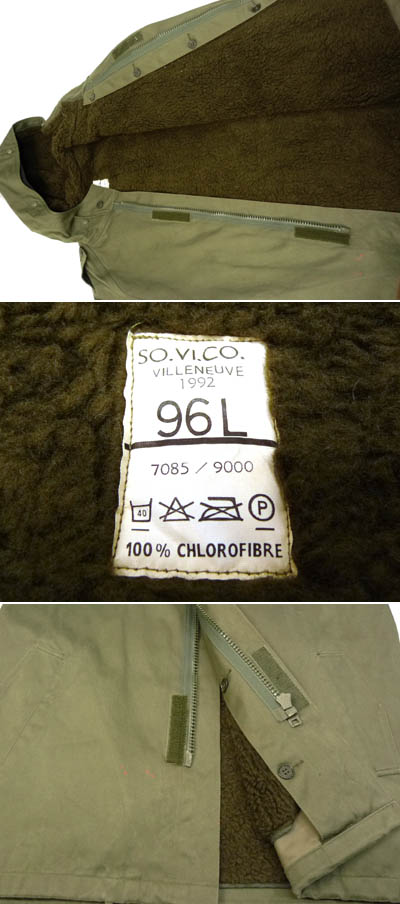 SO.VI.CO.
VILLENEUVE
1992
96L
7085 / 9000
40 P
100% CHLOROFIBRE